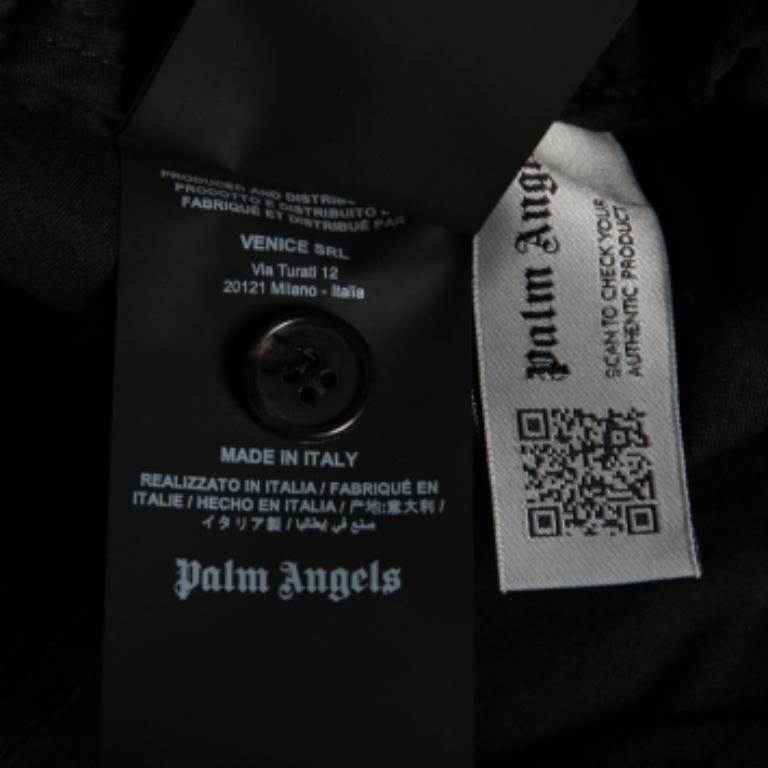 PRODUCED AND DISTRIB
PRODOTTO E DISTRIBUITO
FABRIQUÉ ET DISTRIBUÉ PAR
VENICE SRL
Via Turati 12
20121 Milano - Italia
MADE IN ITALY
REALIZZATO IN ITALIA / FABRIQUÉ EN
ITALIE / HECHO EN ITALIA / 产地:意大利 /
イタリア製 / صنع في إيطاليا
Palm Angels
Palm Ang
SCAN TO CHECK YOUR
AUTHENTIC PRODUCT